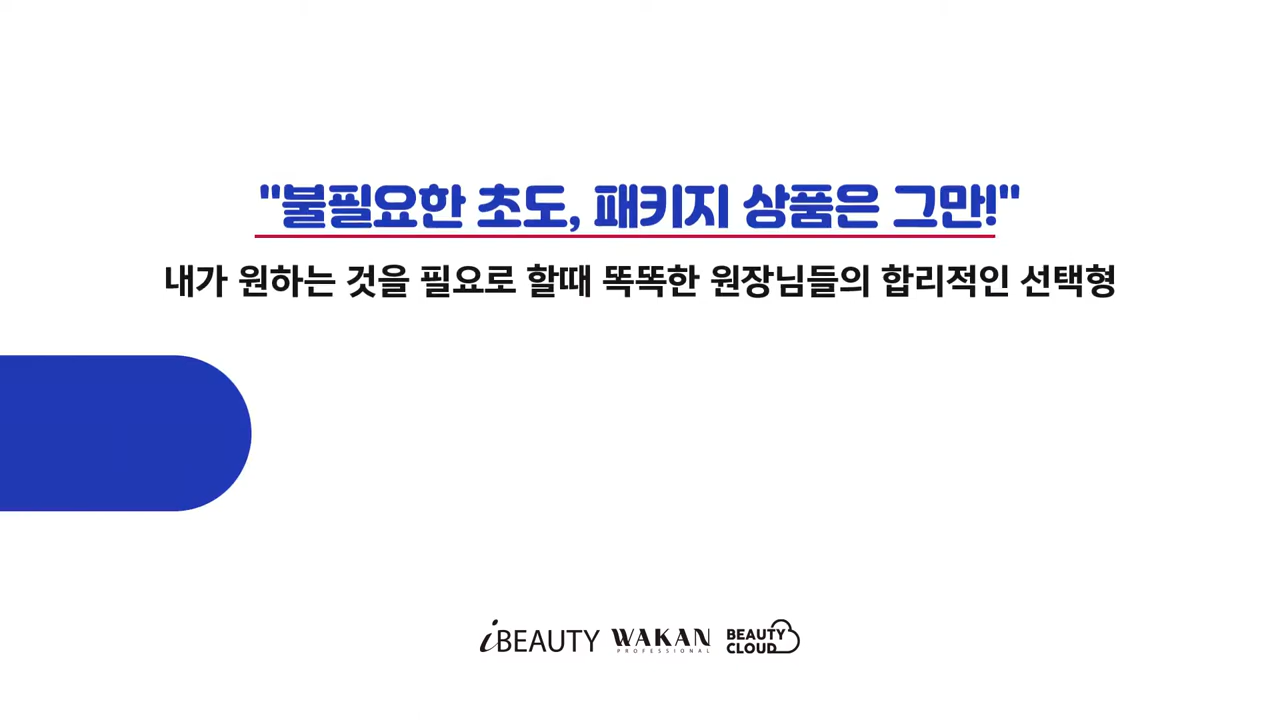 "불필요한 초도, 패키지 상품은 그만!"
내가 원하는 것을 필요로 할때 똑똑한 원장님들의 합리적인 선택형
iBEAUTY WAKAN PROFESSIONAL BEAUTY CLOUD